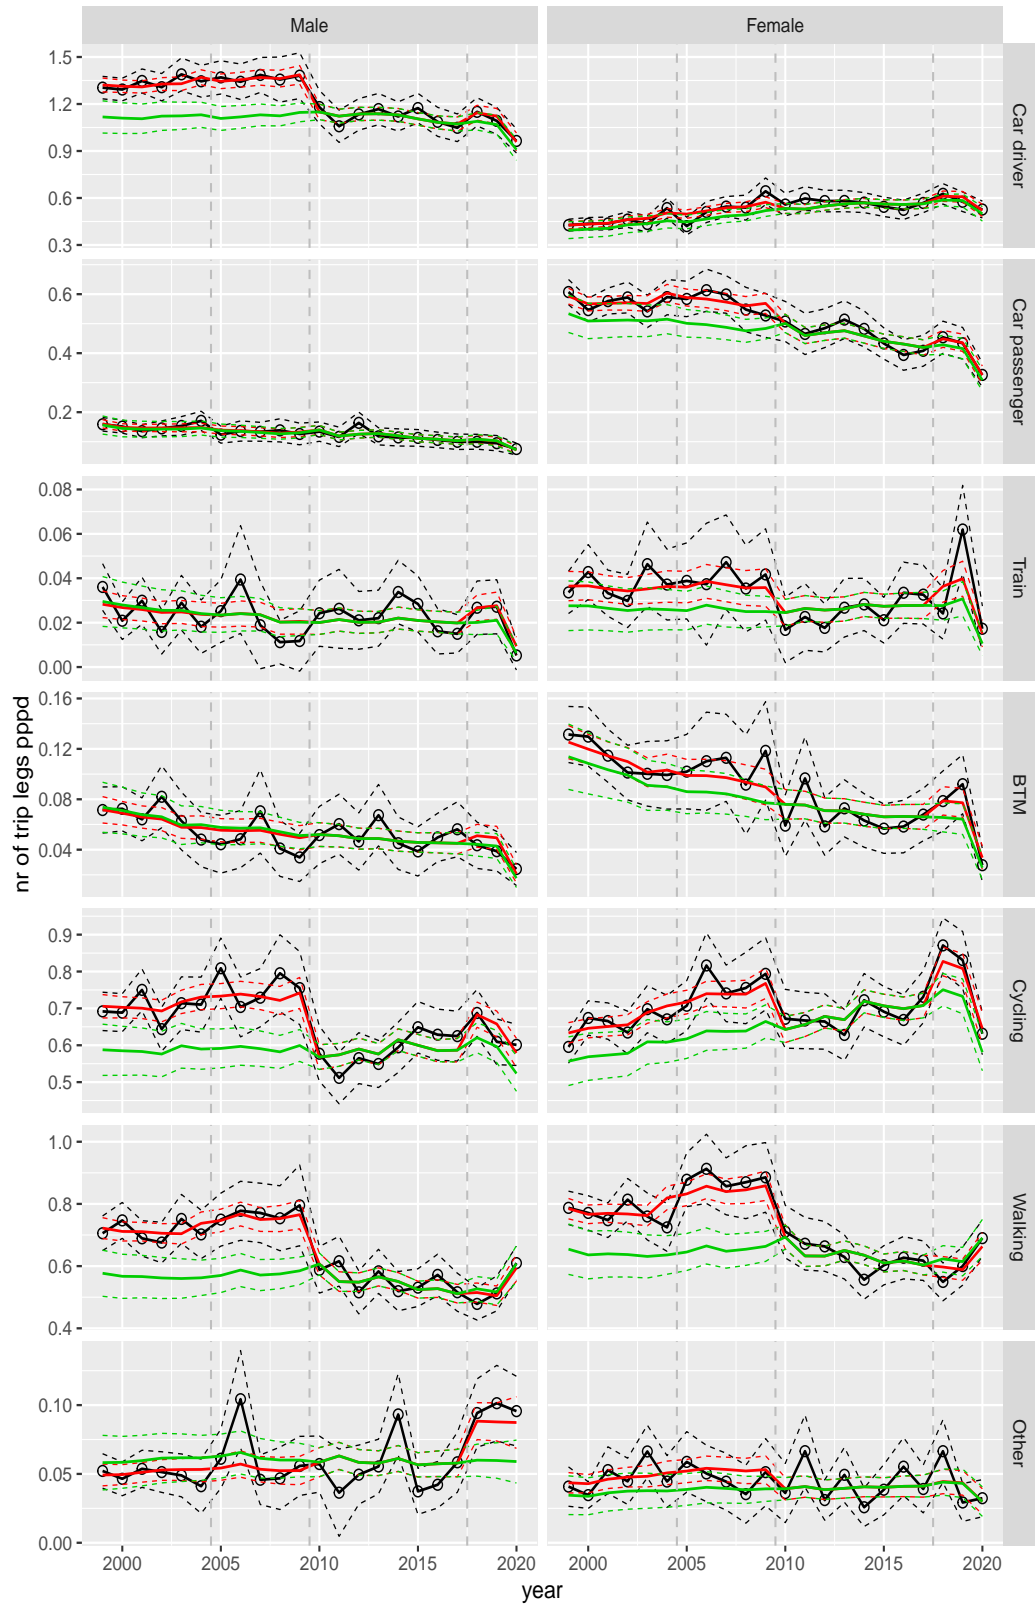 Male Female
1.5
1.2
0.9
0.6
0.3
Car driver
0.6
0.4
0.2
Car passenger
0.08
0.06
0.04
0.02
0.00
Train
0.16
0.12
0.08
0.04
BTM
nr of trip legs pppd
0.9
0.8
0.7
0.6
0.5
Cycling
1.0
0.8
0.6
0.4
Walking
0.10
0.05
0.00
Other
2000 2005 2010 2015 2020 2000 2005 2010 2015 2020
year